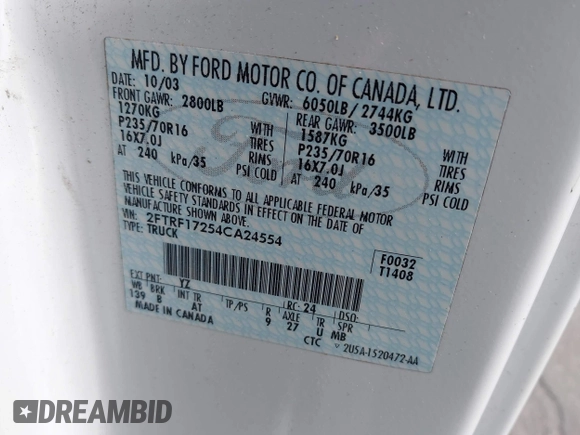 MFD. BY FORD MOTOR CO. OF CANADA, LTD.
DATE: 10/03 GVWR: 6050LB/ 2744KG
FRONT GAWR: 2800LB REAR GAWR: 3500LB
1270KG WITH 1587KG WITH
P235/70R16 TIRES P235/70R16 TIRES
16X7.0J RIMS 16X7.0J RIMS
AT 240 kPa/35 PSI COLD AT 240 kPa/35 PSI COLD
THIS VEHICLE CONFORMS TO ALL APPLICABLE FEDERAL MOTOR
VEHICLE SAFETY STANDARDS IN EFFECT ON THE DATE OF
MANUFACTURE SHOWN ABOVE.
VIN: 2FTRF17254CA24554
TYPE: TRUCK
F0032
T1408
EXT PNT: YZ RC: 24 DSO:
WB BRK INT TR TP/PS R AXLE TR SPR
139 B AT 9 27 U MB
MADE IN CANADA CTC
2U5A-1520472-AA
Ford
DREAMBID